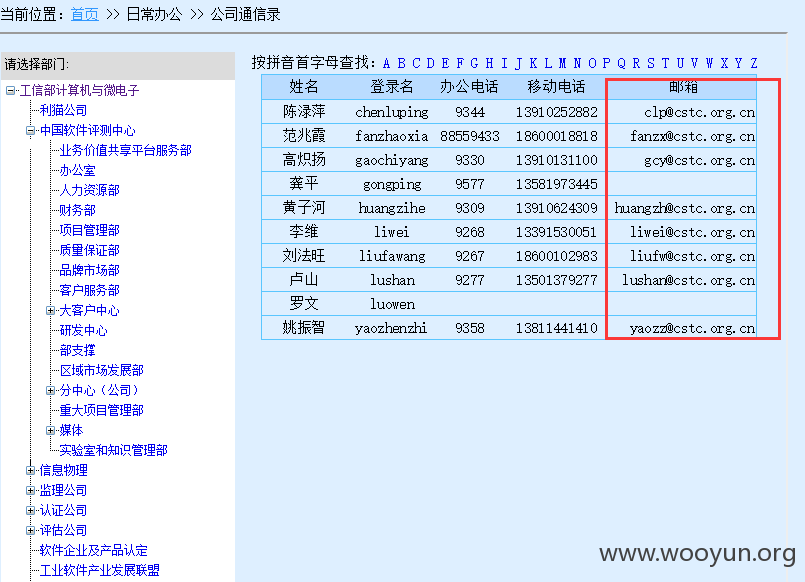 当前位置: 首页 >> 日常办公 >> 公司通信录
请选择部门:
工信部计算机与微电子
利猫公司
中国软件评测中心
业务价值共享平台服务部
办公室
人力资源部
财务部
项目管理部
质量保证部
品牌市场部
客户服务部
大客户中心
研发中心
部支撑
区域市场发展部
分中心（公司）
重大项目管理部
媒体
实验室和知识管理部
信息物理
监理公司
认证公司
评估公司
软件企业及产品认定
工业软件产业发展联盟
按拼音首字母查找: A B C D E F G H I J K L M N O P Q R S T U V W X Y Z
姓名 登录名 办公电话 移动电话 邮箱
陈渌萍 chenluping 9344 13910252882 clp@cstc.org.cn
范兆霞 fanzhaoxia 88559433 18600018818 fanzx@cstc.org.cn
高炽扬 gaochiyang 9330 13910131100 gcy@cstc.org.cn
龚平 gongping 9577 13581973445
黄子河 huangzihe 9309 13910624309 huangzh@cstc.org.cn
李维 liwei 9268 13391530051 liwei@cstc.org.cn
刘法旺 liufawang 9267 18600102983 liufw@cstc.org.cn
卢山 lushan 9277 13501379277 lushan@cstc.org.cn
罗文 luowen
姚振智 yaozhenzhi 9358 13811441410 yaozz@cstc.org.cn
www.wooyun.org